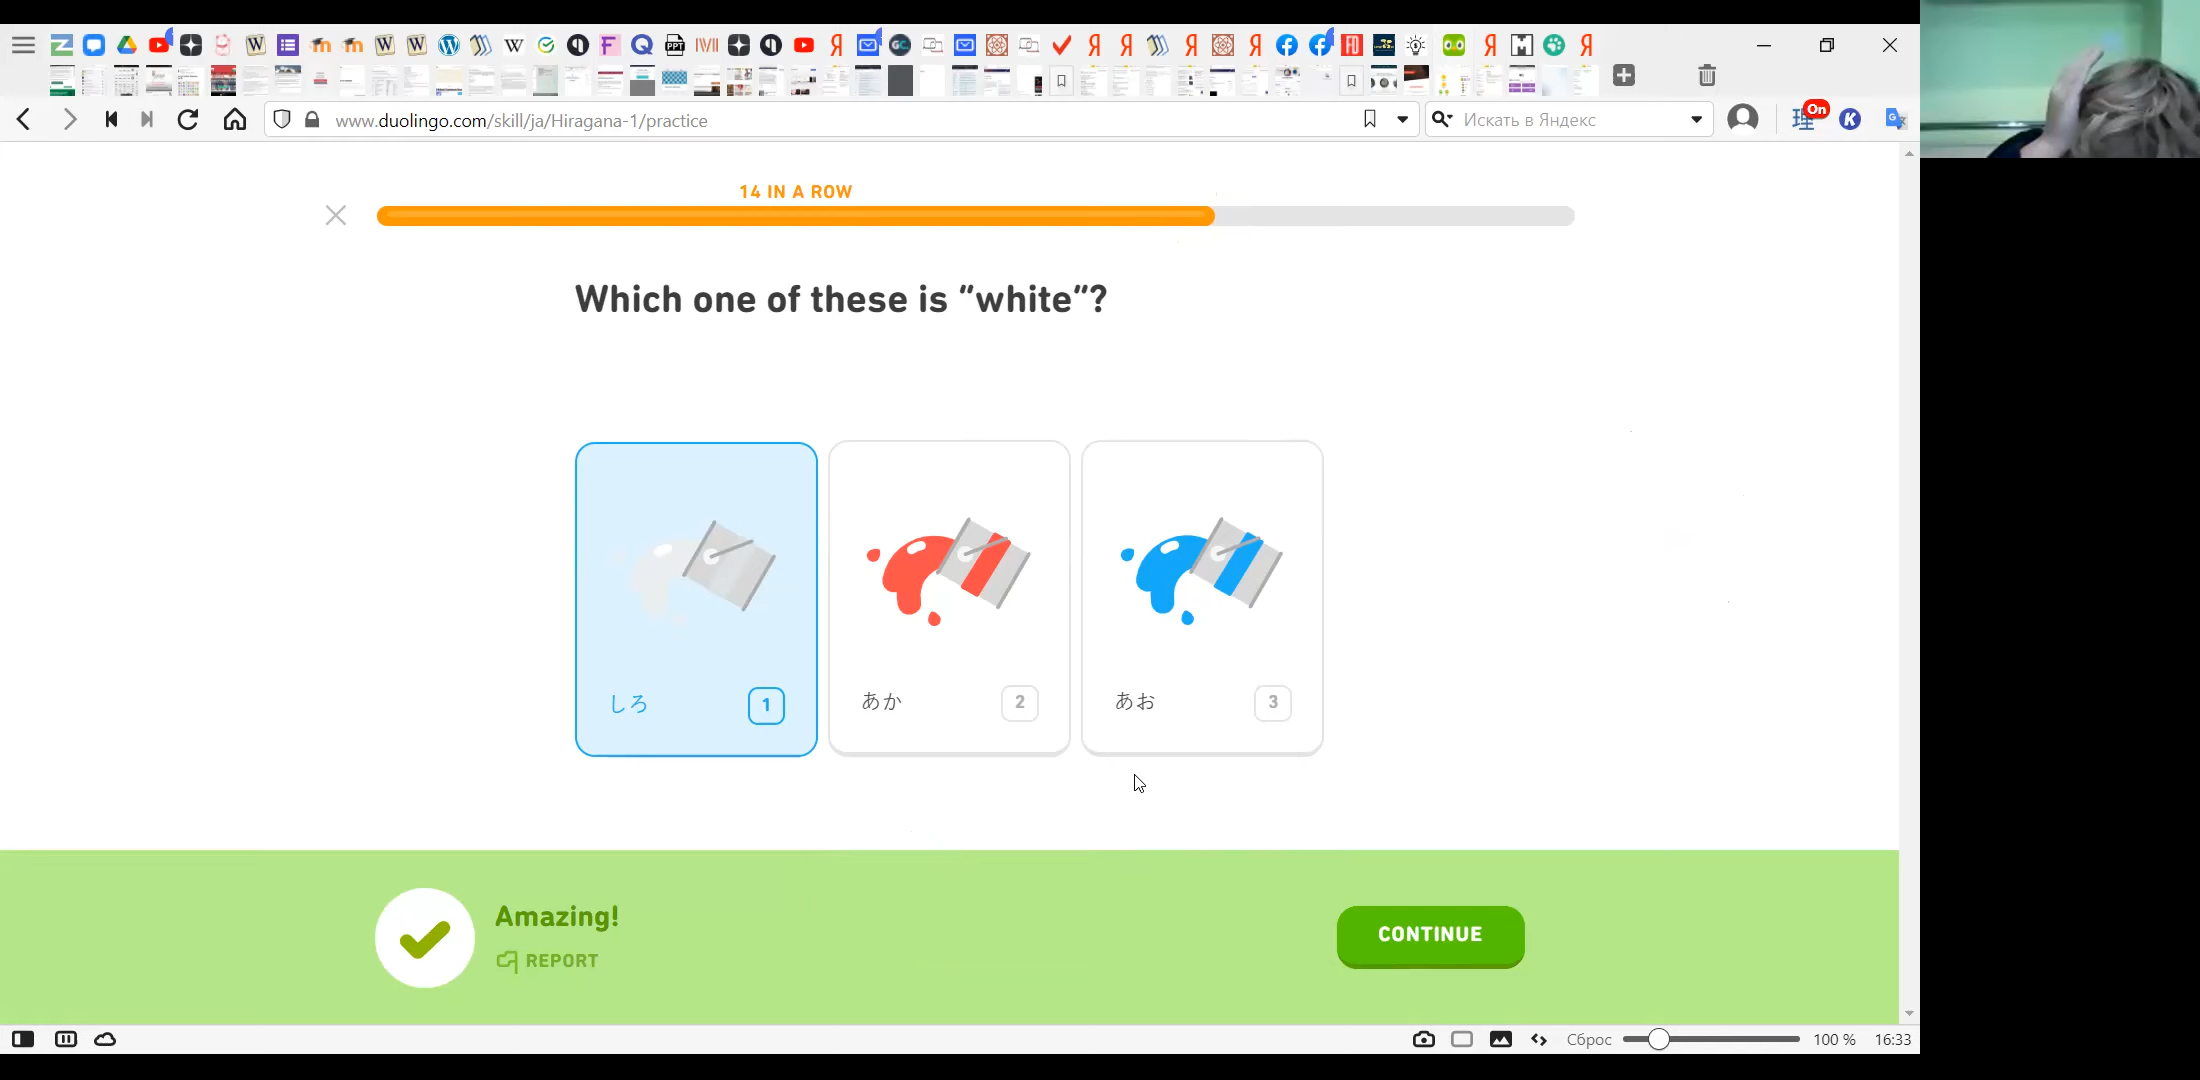 On
www.duolingo.com/skill/ja/Hiragana-1/practice
Искать в Яндекс
14 IN A ROW
Which one of these is “white”?
しろ 1
あか 2
あお 3
Amazing!
REPORT
CONTINUE
Сброс 100 % 16:33